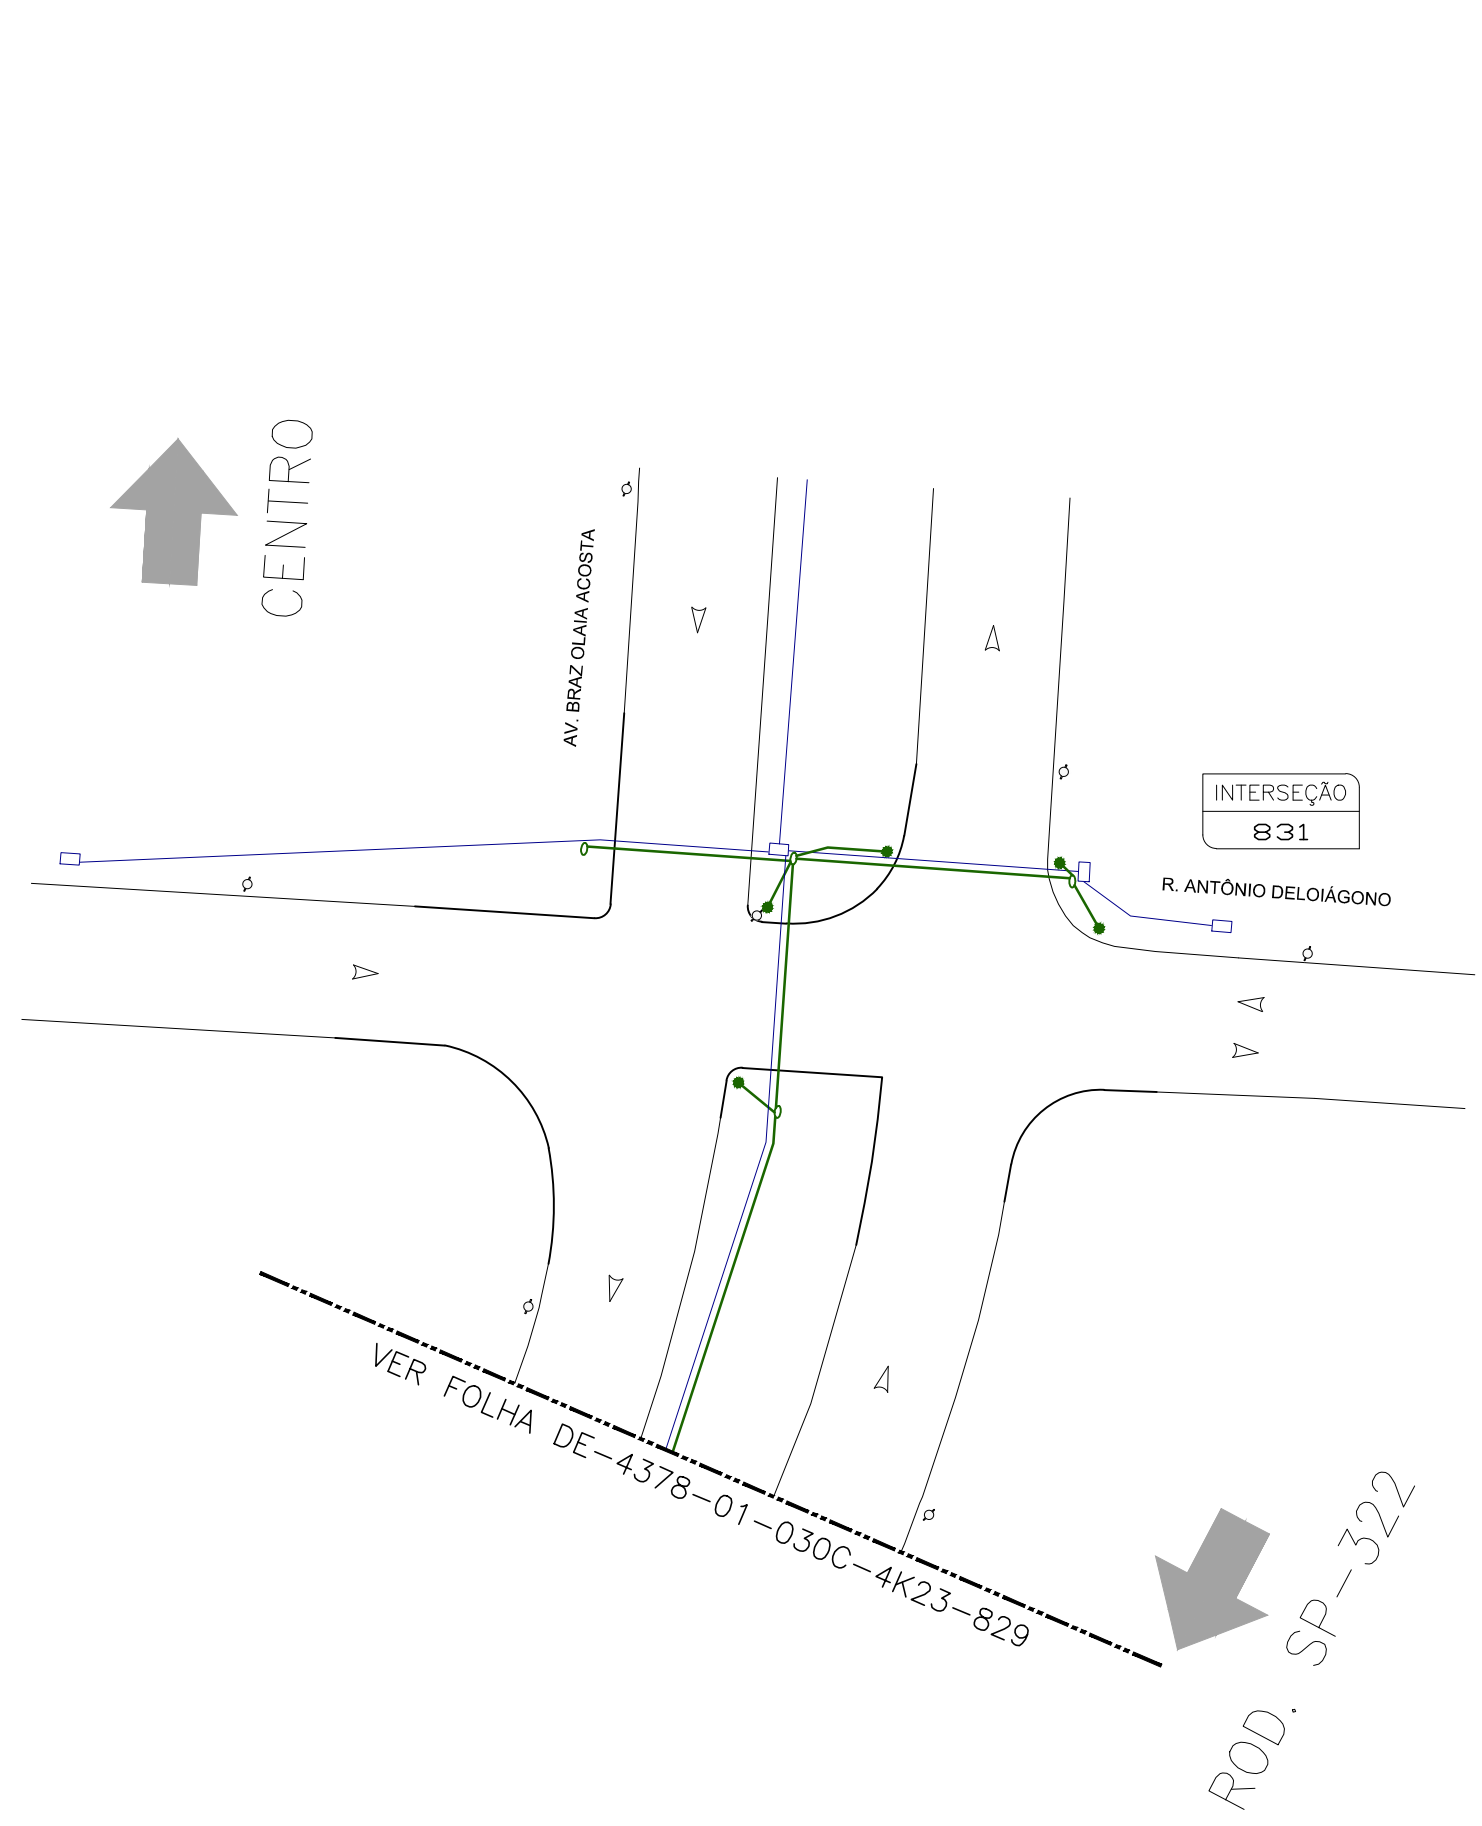 CENTRO
AV. BRAZ OLAIA ACOSTA
INTERSEÇÃO
831
R. ANTÔNIO DELOIÁGONO
VER FOLHA DE-4378-01-030C-4K23-829
ROD. SP-322